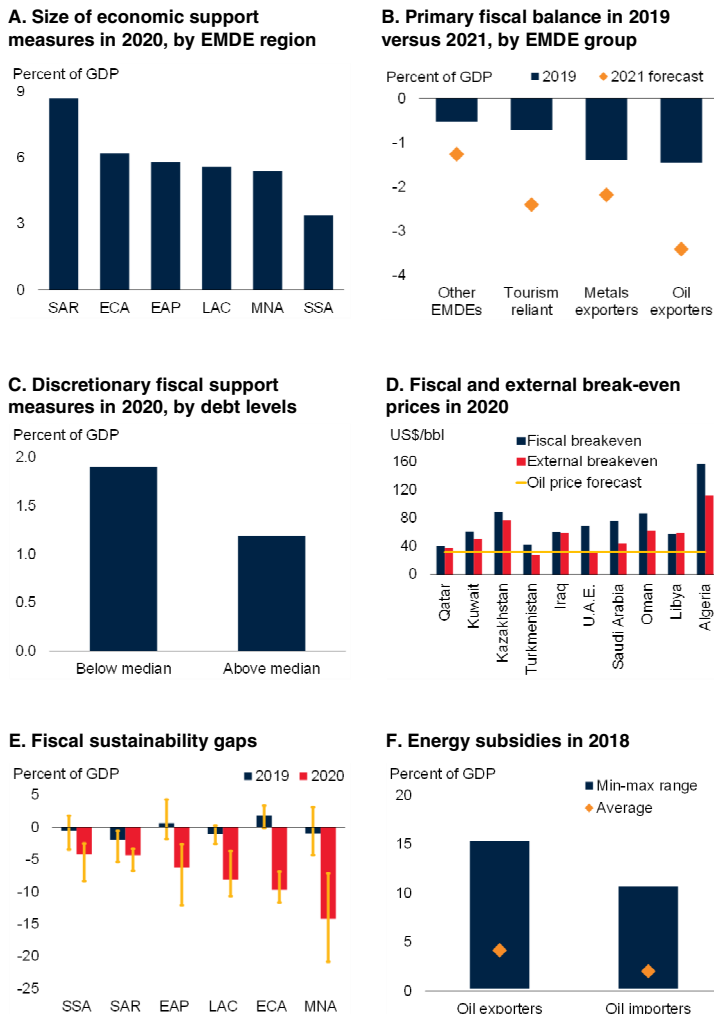 A. Size of economic support
measures in 2020, by EMDE region
Percent of GDP
9
6
3
0
SAR ECA EAP LAC MNA SSA
B. Primary fiscal balance in 2019
versus 2021, by EMDE group
Percent of GDP 2019 2021 forecast
0
-1
-2
-3
-4
Other Tourism Metals Oil
EMDEs reliant exporters exporters
C. Discretionary fiscal support
measures in 2020, by debt levels
Percent of GDP
2.0
1.5
1.0
0.5
0.0
Below median Above median
D. Fiscal and external break-even
prices in 2020
US$/bbl
Fiscal breakeven
External breakeven
Oil price forecast
160
120
80
40
0
Qatar
Kuwait
Kazakhstan
Turkmenistan
Iraq
U.A.E.
Saudi Arabia
Oman
Libya
Algeria
E. Fiscal sustainability gaps
Percent of GDP 2019 2020
5
0
-5
-10
-15
-20
-25
SSA SAR EAP LAC ECA MNA
F. Energy subsidies in 2018
Percent of GDP
Min-max range
Average
20
15
10
5
0
Oil exporters Oil importers